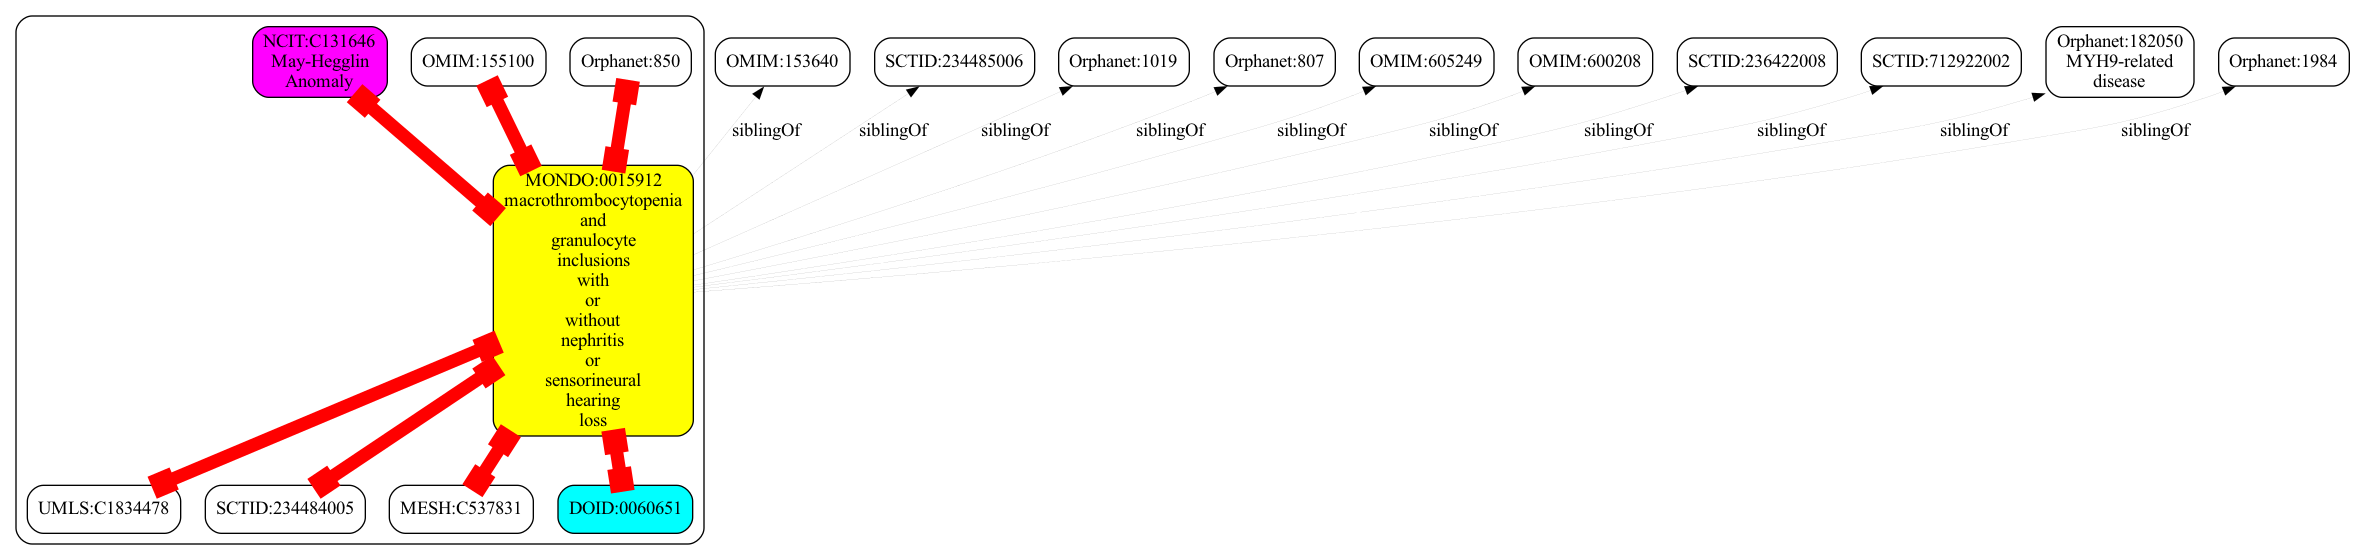 NCIT:C131646
May-Hegglin
Anomaly
OMIM:155100
Orphanet:850
OMIM:153640
SCTID:234485006
Orphanet:1019
Orphanet:807
OMIM:605249
OMIM:600208
SCTID:236422008
SCTID:712922002
Orphanet:182050
MYH9-related
disease
Orphanet:1984
siblingOf
siblingOf
siblingOf
siblingOf
siblingOf
siblingOf
siblingOf
siblingOf
siblingOf
siblingOf
MONDO:0015912
macrothrombocytopenia
and
granulocyte
inclusions
with
or
without
nephritis
or
sensorineural
hearing
loss
UMLS:C1834478
SCTID:234484005
MESH:C537831
DOID:0060651